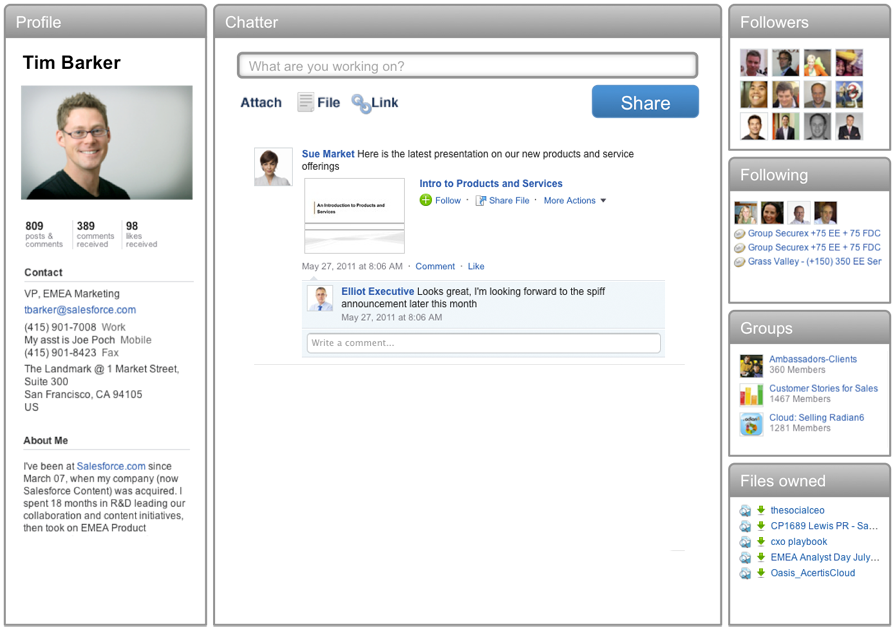 Profile
Tim Barker
809
posts &
comments
389
comments
received
98
likes
received
Contact
VP, EMEA Marketing
tbarker@salesforce.com
(415) 901-7008 Work
My asst is Joe Poch Mobile
(415) 901-8423 Fax
The Landmark @ 1 Market Street,
Suite 300
San Francisco, CA 94105
US
About Me
I've been at Salesforce.com since
March 07, when my company (now
Salesforce Content) was acquired. I
spent 18 months in R&D leading our
collaboration and content initiatives,
then took on EMEA Product
Chatter
What are you working on?
Attach File Link
Share
Sue Market Here is the latest presentation on our new products and service
offerings
An Introduction to Products and
Services
Intro to Products and Services
Follow · Share File · More Actions
May 27, 2011 at 8:06 AM · Comment · Like
Elliot Executive Looks great, I'm looking forward to the spiff
announcement later this month
May 27, 2011 at 8:06 AM
Write a comment...
Followers
Following
Group Securex +75 EE + 75 FDC
Group Securex +75 EE + 75 FDC
Grass Valley - (+150) 350 EE Ser
Groups
Ambassadors-Clients
360 Members
Customer Stories for Sales
1467 Members
Cloud: Selling Radian6
1281 Members
Files owned
thesocialceo
CP1689 Lewis PR - Sa...
cxo playbook
EMEA Analyst Day July...
Oasis_AcertisCloud